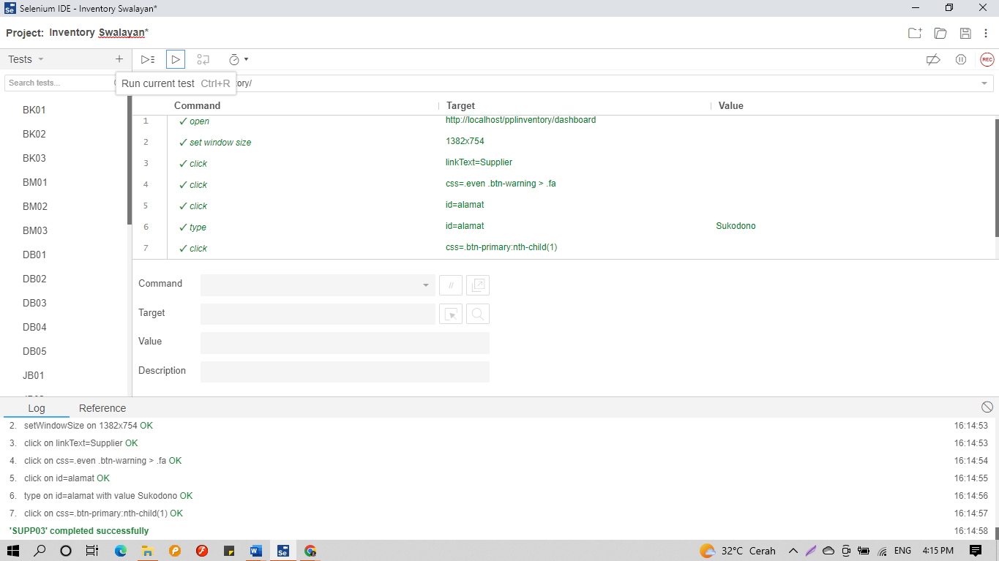 Selenium IDE - Inventory Swalayan*
Project: Inventory Swalayan*
Tests
Run current test Ctrl+R
tory/
Search tests...
BK01
BK02
BK03
BM01
BM02
BM03
DB01
DB02
DB03
DB04
DB05
JB01
Command Target Value
1 ✓ open http://localhost/pplinventory/dashboard
2 ✓ set window size 1382x754
3 ✓ click linkText=Supplier
4 ✓ click css=.even .btn-warning > .fa
5 ✓ click id=alamat
6 ✓ type id=alamat Sukodono
7 ✓ click css=.btn-primary:nth-child(1)
Command //
Target
Value
Description
REC
Log Reference
2. setWindowSize on 1382x754 OK 16:14:53
3. click on linkText=Supplier OK 16:14:53
4. click on css=.even .btn-warning > .fa OK 16:14:54
5. click on id=alamat OK 16:14:55
6. type on id=alamat with value Sukodono OK 16:14:56
7. click on css=.btn-primary:nth-child(1) OK 16:14:57
'SUPP03' completed successfully 16:14:58
32°C Cerah ENG 4:15 PM